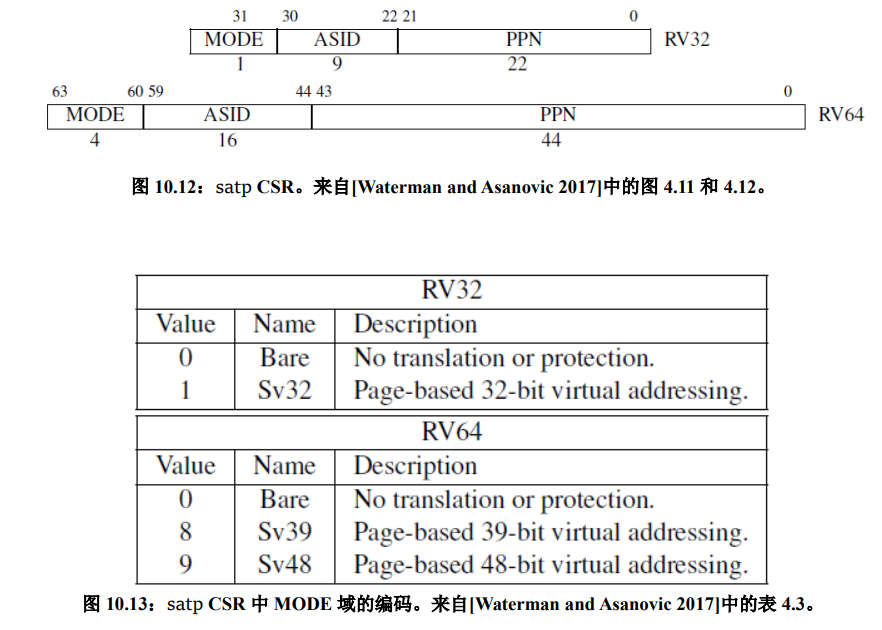 31 30 22 21 0
MODE ASID PPN RV32
1 9 22
63 60 59 44 43 0
MODE ASID PPN RV64
4 16 44
图 10.12：satp CSR。来自[Waterman and Asanovic 2017]中的图 4.11 和 4.12。
RV32
Value Name Description
0 Bare No translation or protection.
1 Sv32 Page-based 32-bit virtual addressing.
RV64
Value Name Description
0 Bare No translation or protection.
8 Sv39 Page-based 39-bit virtual addressing.
9 Sv48 Page-based 48-bit virtual addressing.
图 10.13：satp CSR 中 MODE 域的编码。来自[Waterman and Asanovic 2017]中的表 4.3。